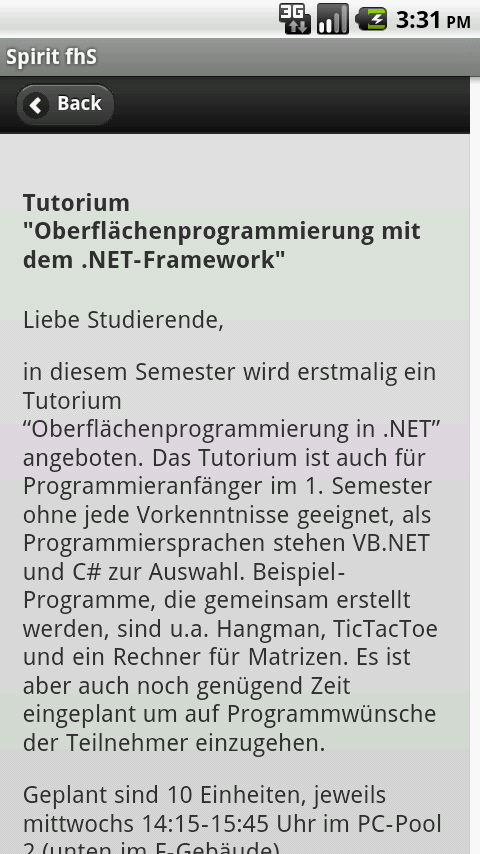 3G 3:31 PM
Spirit fhS
Back
Tutorium
"Oberflächenprogrammierung mit
dem .NET-Framework"
Liebe Studierende,
in diesem Semester wird erstmalig ein
Tutorium
“Oberflächenprogrammierung in .NET”
angeboten. Das Tutorium ist auch für
Programmieranfänger im 1. Semester
ohne jede Vorkenntnisse geeignet, als
Programmiersprachen stehen VB.NET
und C# zur Auswahl. Beispiel-
Programme, die gemeinsam erstellt
werden, sind u.a. Hangman, TicTacToe
und ein Rechner für Matrizen. Es ist
aber auch noch genügend Zeit
eingeplant um auf Programmwünsche
der Teilnehmer einzugehen.
Geplant sind 10 Einheiten, jeweils
mittwochs 14:15-15:45 Uhr im PC-Pool
2 (unten im F-Gebäude)